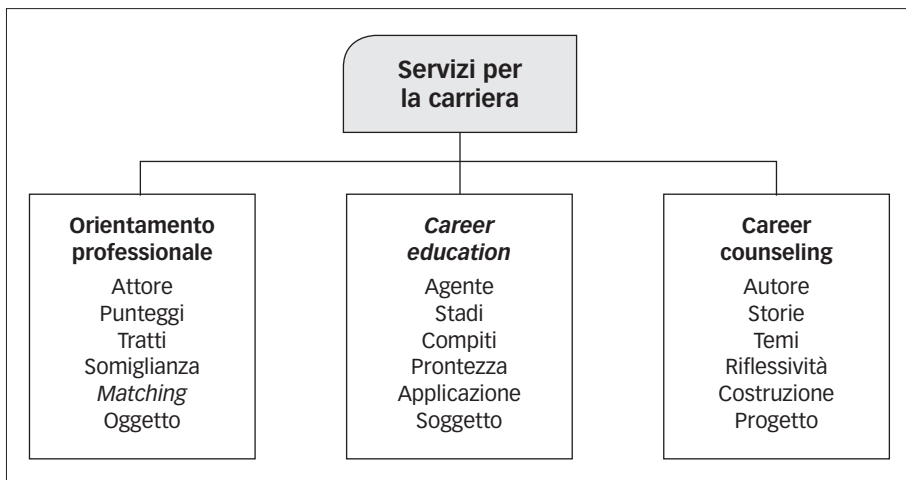 Servizi per
la carriera
Orientamento
professionale
Attore
Punteggi
Tratti
Somiglianza
Matching
Oggetto
Career
education
Agente
Stadi
Compiti
Prontezza
Applicazione
Soggetto
Career
counseling
Autore
Storie
Temi
Riflessività
Costruzione
Progetto